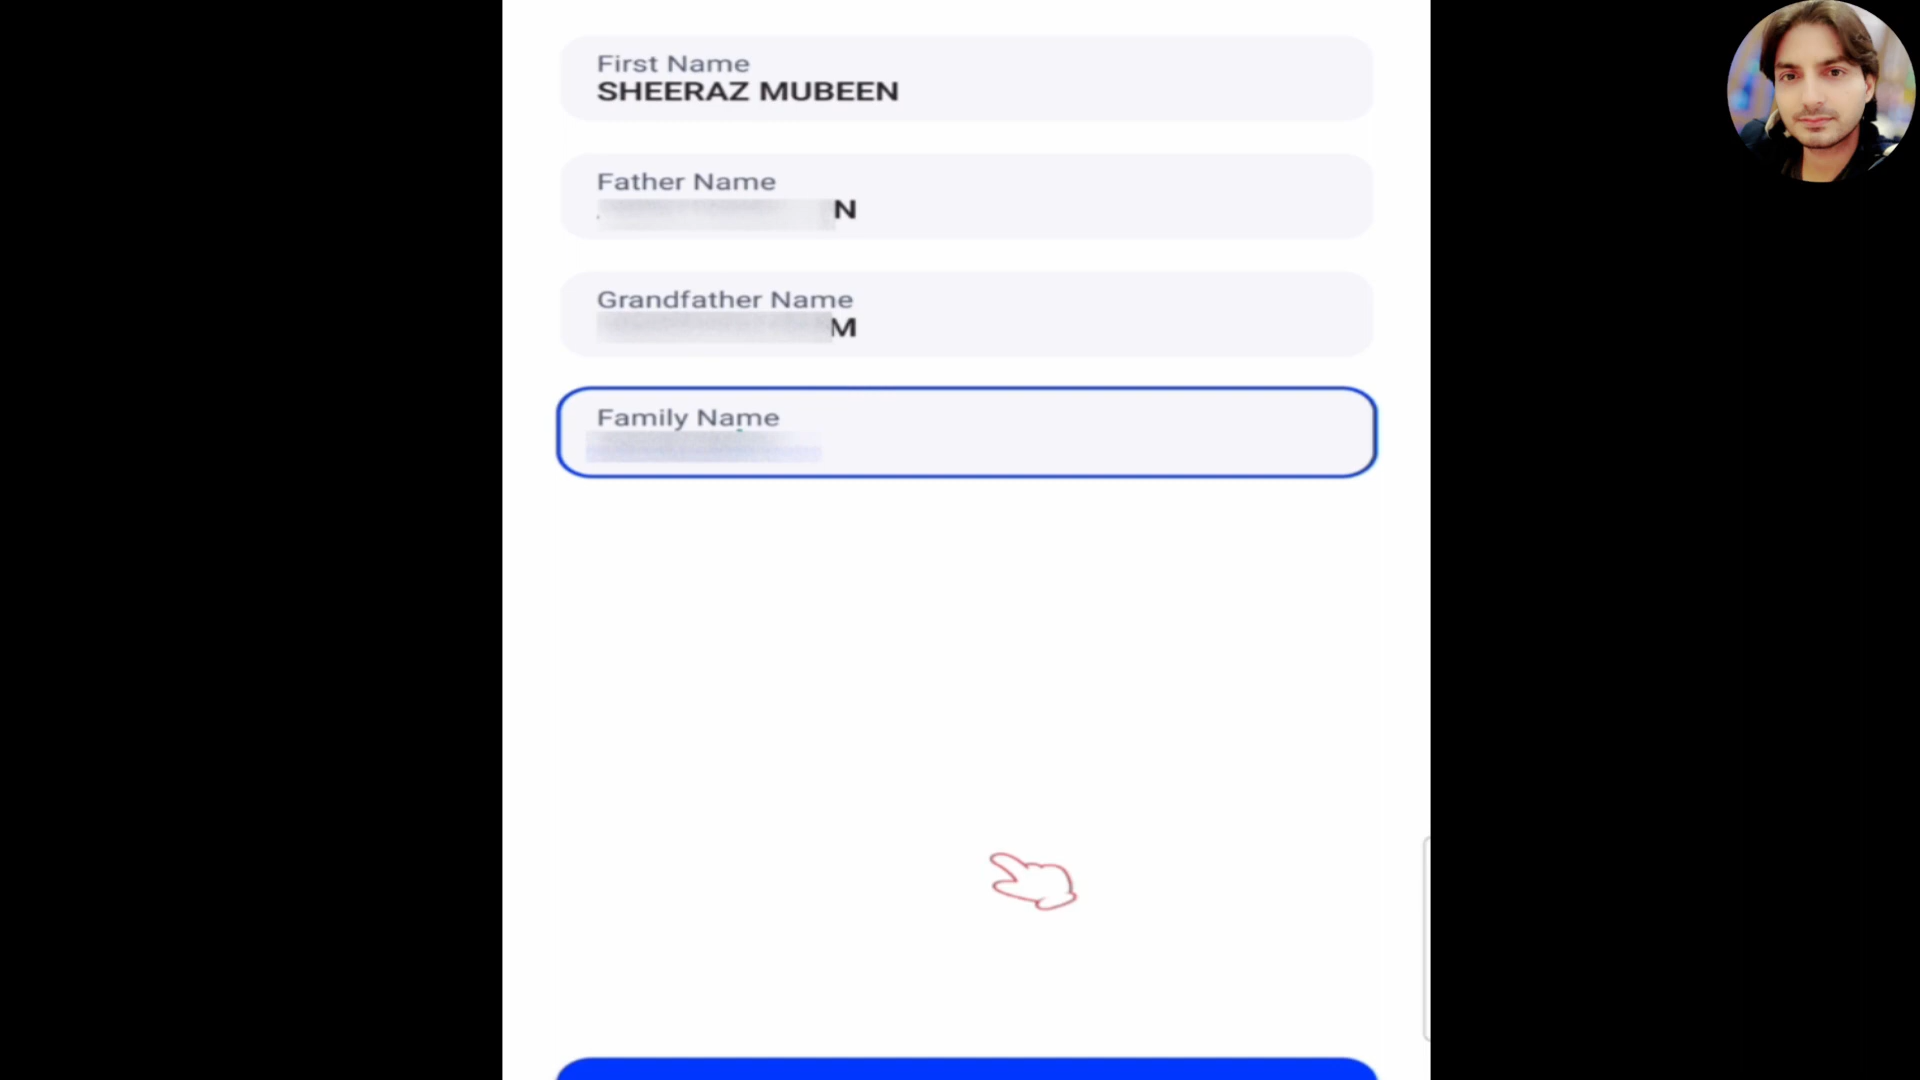 First Name
SHEERAZ MUBEEN
Father Name
N
Grandfather Name
M
Family Name